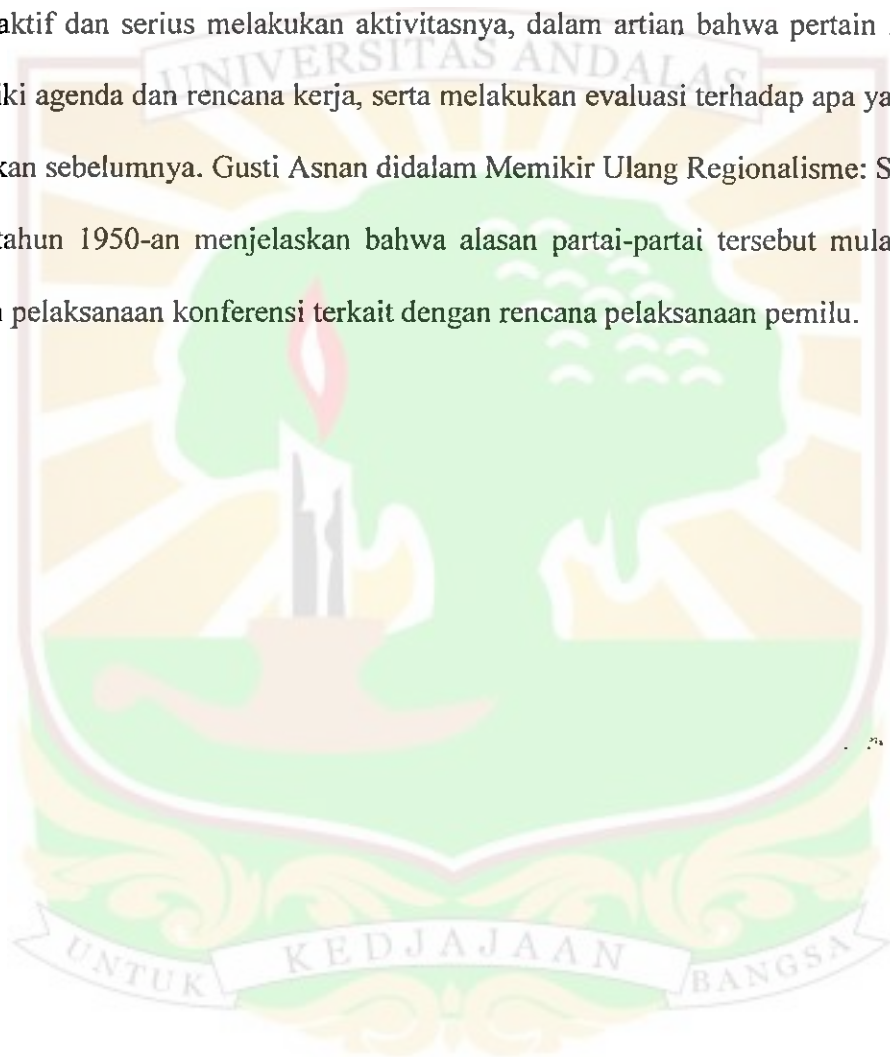 aktif dan serius melakukan aktivitasnya, dalam artian bahwa pertain
UNIVERSITAS ANDALAS
iki agenda dan rencana kerja, serta melakukan evaluasi terhadap apa ya
kan sebelumnya. Gusti Asnan didalam Memikir Ulang Regionalisme: S
tahun 1950-an menjelaskan bahwa alasan partai-partai tersebut mula
pelaksanaan konferensi terkait dengan rencana pelaksanaan pemilu.
UNTUK KEDJAJAAN BANGSA